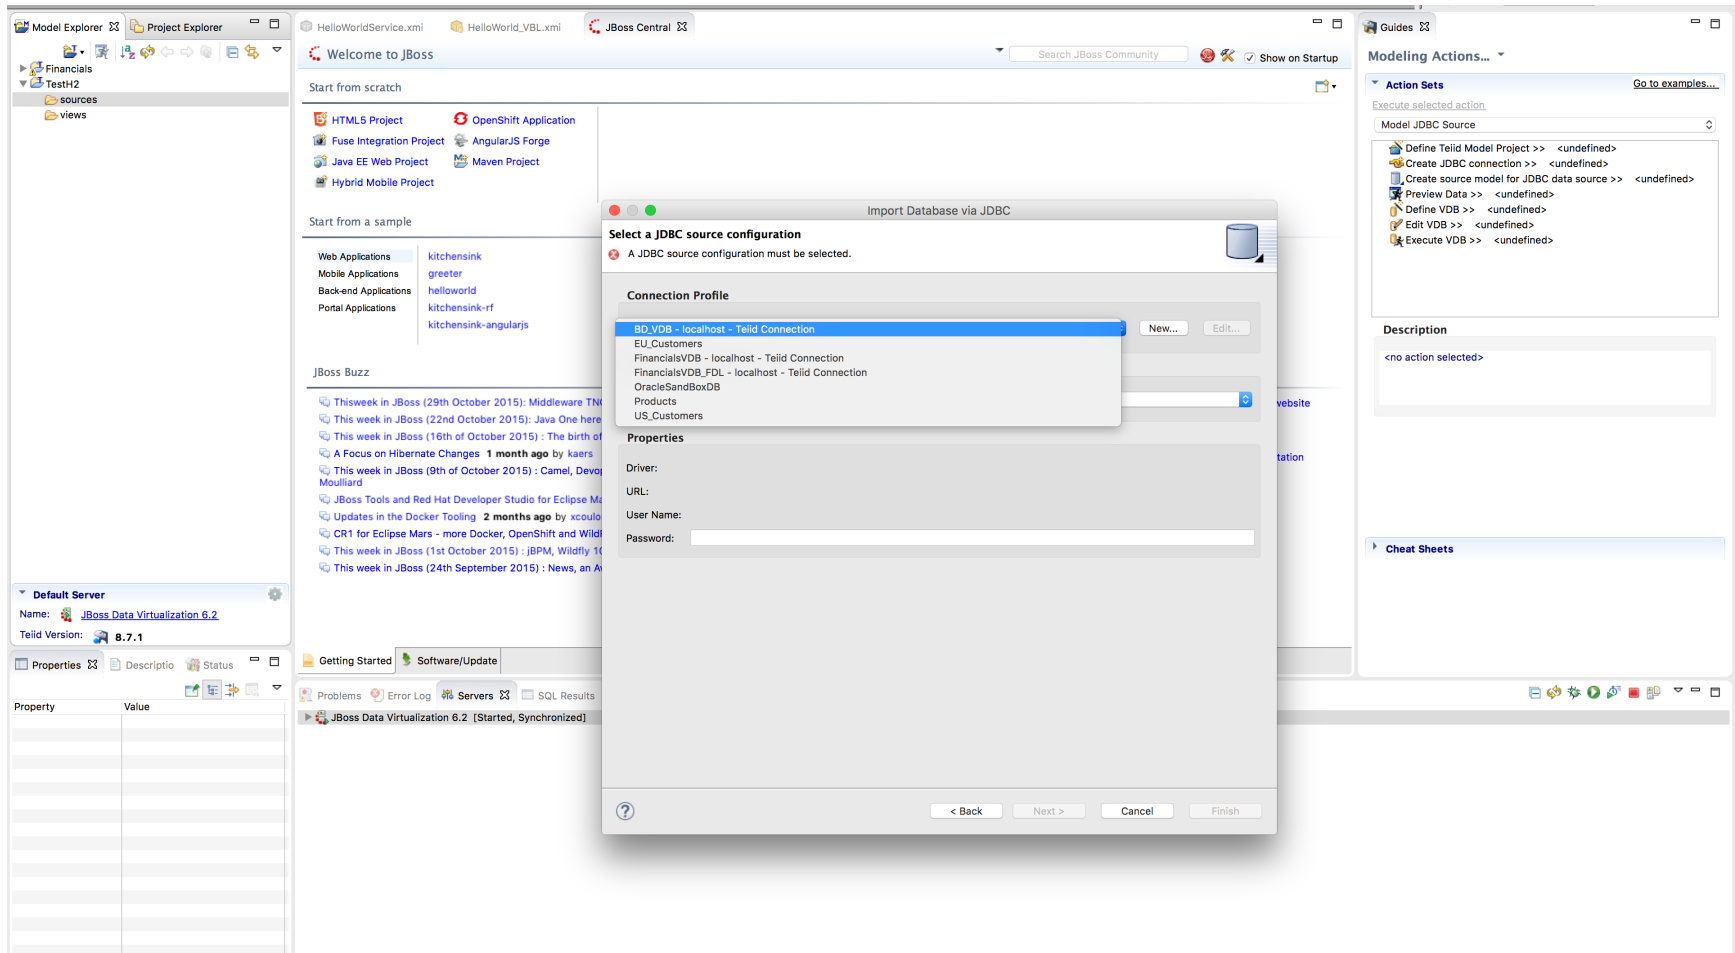 Model Explorer
Project Explorer
Financials
TestH2
sources
views
Default Server
Name: JBoss Data Virtualization 6.2
Teiid Version: 8.7.1
Properties
Descriptio
Status
Property Value
HelloWorldService.xmi
HelloWorld_VBL.xmi
JBoss Central
Welcome to JBoss
Search JBoss Community
Show on Startup
Start from scratch
HTML5 Project OpenShift Application
Fuse Integration Project AngularJS Forge
Java EE Web Project Maven Project
Hybrid Mobile Project
Start from a sample
Web Applications kitchensink
Mobile Applications greeter
Back-end Applications helloworld
Portal Applications kitchensink-rf
kitchensink-angularjs
JBoss Buzz
Thisweek in JBoss (29th October 2015): Middleware TN
This week in JBoss (22nd October 2015): Java One here
This week in JBoss (16th of October 2015) : The birth of
A Focus on Hibernate Changes 1 month ago by kaers
This week in JBoss (9th of October 2015) : Camel, Devo
Moulliard
JBoss Tools and Red Hat Developer Studio for Eclipse Ma
Updates in the Docker Tooling 2 months ago by xcoulo
CR1 for Eclipse Mars - more Docker, OpenShift and Wild
This week in JBoss (1st October 2015) : jBPM, Wildfly 10
This week in JBoss (24th September 2015) : News, an A
website
tation
Getting Started
Software/Update
Problems
Error Log
Servers
SQL Results
JBoss Data Virtualization 6.2 [Started, Synchronized]
Import Database via JDBC
Select a JDBC source configuration
A JDBC source configuration must be selected.
Connection Profile
BD_VDB - localhost - Teiid Connection
New...
Edit...
EU_Customers
FinancialsVDB - localhost - Teiid Connection
FinancialsVDB_FDL - localhost - Teiid Connection
OracleSandBoxDB
Products
US_Customers
Properties
Driver:
URL:
User Name:
Password:
?
< Back
Next >
Cancel
Finish
Guides
Modeling Actions...
Action Sets
Go to examples...
Execute selected action
Model JDBC Source
Define Teiid Model Project >> <undefined>
Create JDBC connection >> <undefined>
Create source model for JDBC data source >> <undefined>
Preview Data >> <undefined>
Define VDB >> <undefined>
Edit VDB >> <undefined>
Execute VDB >> <undefined>
Description
<no action selected>
Cheat Sheets